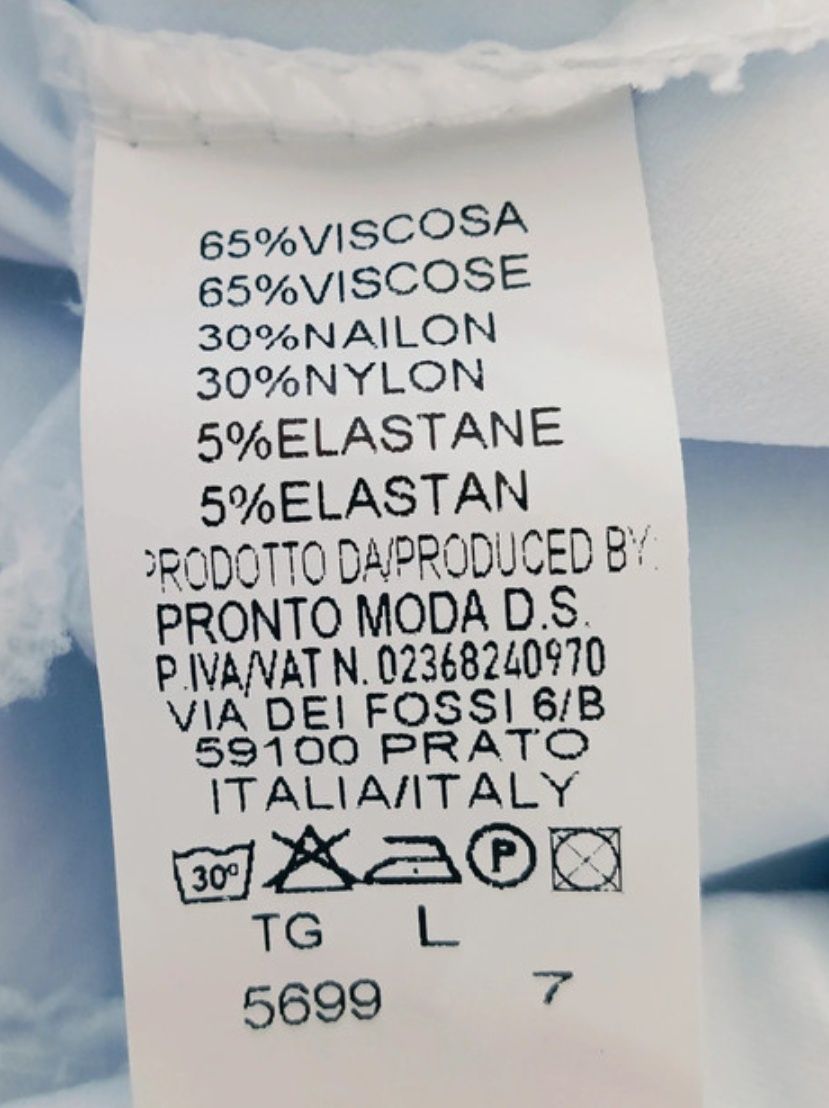 65%VISCOSA
65%VISCOSE
30%NAILON
30%NYLON
5%ELASTANE
5%ELASTAN
PRODOTTO DA/PRODUCED BY:
PRONTO MODA D.S.
P.IVA/VAT N. 02368240970
VIA DEI FOSSI 6/B
59100 PRATO
ITALIA/ITALY
30° P
TG L
5699 7